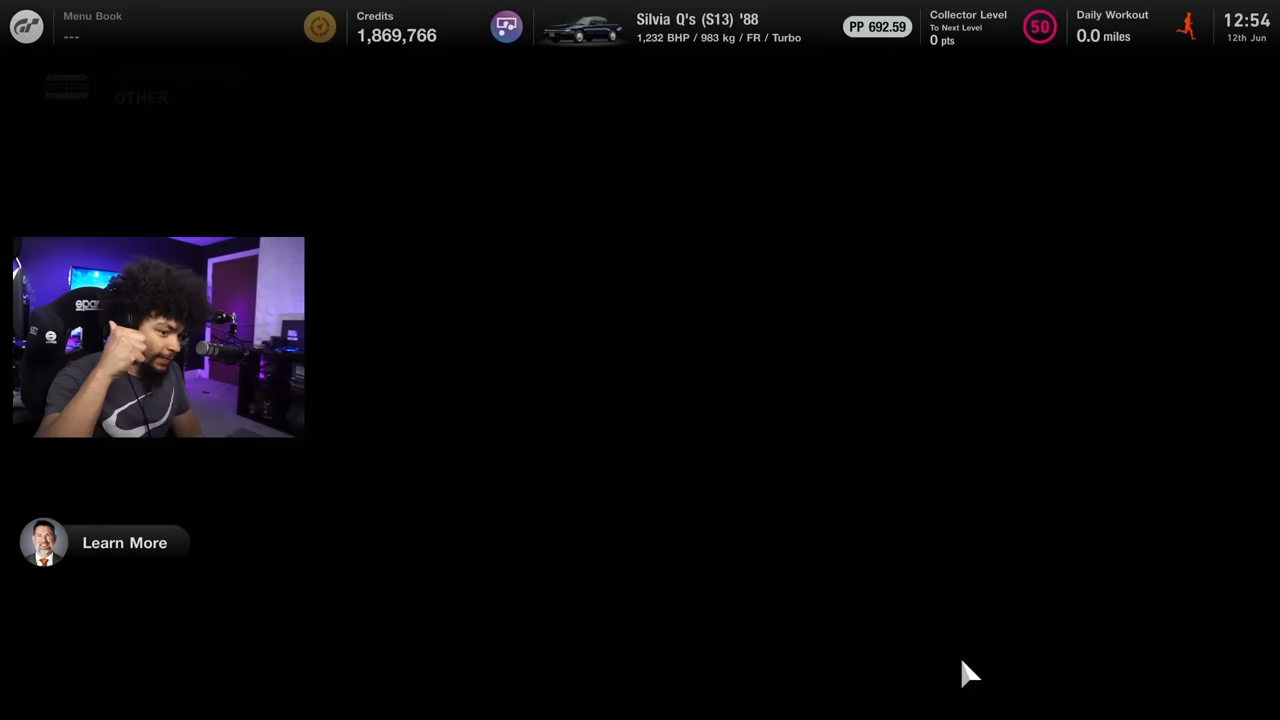 Menu Book
---
Credits
1,869,766
Silvia Q's (S13) '88
1,232 BHP / 983 kg / FR / Turbo
PP 692.59
Collector Level
To Next Level
0 pts
50
Daily Workout
0.0 miles
12:54
12th Jun
OTHER
Learn More